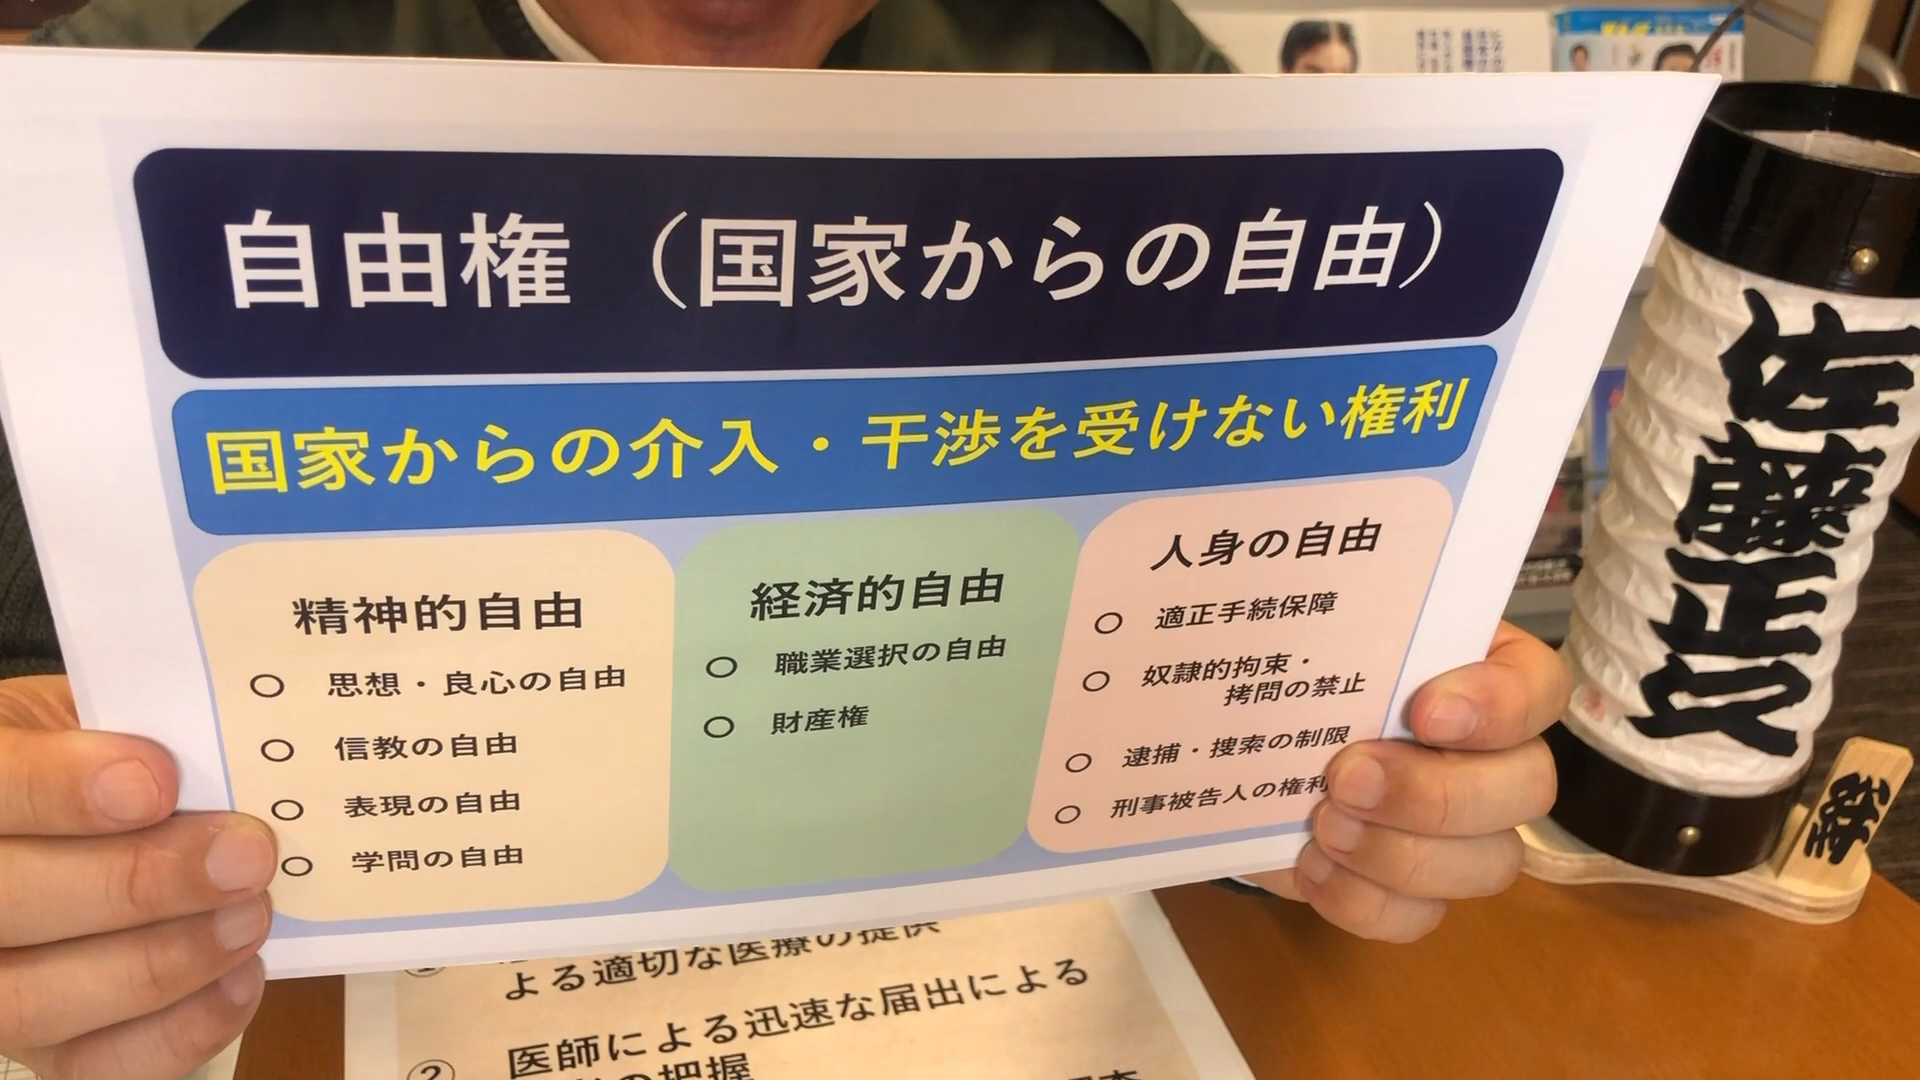 自由権（国家からの自由）
国家からの介入・干渉を受けない権利
精神的自由
○ 思想・良心の自由
○ 信教の自由
○ 表現の自由
○ 学問の自由
経済的自由
○ 職業選択の自由
○ 財産権
人身の自由
○ 適正手続保障
○ 奴隷的拘束・
拷問の禁止
○ 逮捕・捜索の制限
○ 刑事被告人の権利
佐藤正久
絆
よる適切な医療の提供
② 医師による迅速な届出による
の把握